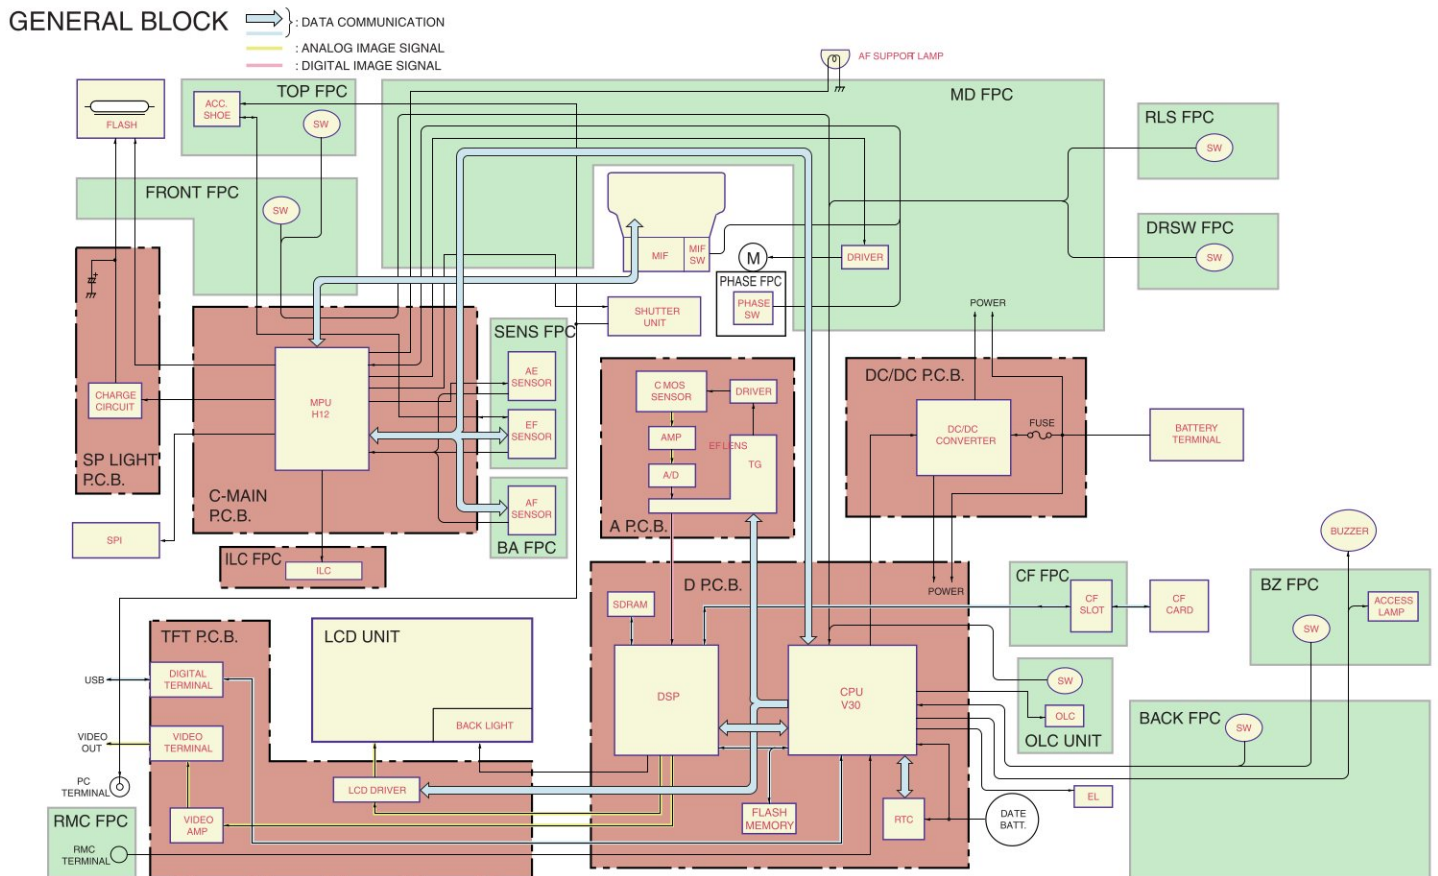 GENERAL BLOCK
: DATA COMMUNICATION
: ANALOG IMAGE SIGNAL
: DIGITAL IMAGE SIGNAL
AF SUPPORT LAMP
FLASH
TOP FPC
ACC.
SHOE
SW
MD FPC
RLS FPC
SW
FRONT FPC
SW
DRSW FPC
SW
MIF
MIF
SW
M
DRIVER
PHASE FPC
PHASE
SW
SHUTTER
UNIT
POWER
SP LIGHT
P.C.B.
CHARGE
CIRCUIT
MPU
H12
C-MAIN
P.C.B.
SENS FPC
AE
SENSOR
EF
SENSOR
AF
SENSOR
BA FPC
C MOS
SENSOR
DRIVER
AMP
EF LENS
TG
A/D
A P.C.B.
DC/DC P.C.B.
DC/DC
CONVERTER
FUSE
BATTERY
TERMINAL
POWER
SPI
ILC FPC
ILC
BUZZER
D P.C.B.
SDRAM
DSP
CPU
V30
FLASH
MEMORY
RTC
DATE
BATT.
EL
CF FPC
CF
SLOT
CF
CARD
BZ FPC
SW
ACCESS
LAMP
SW
OLC
OLC UNIT
BACK FPC
SW
TFT P.C.B.
LCD UNIT
BACK LIGHT
USB
DIGITAL
TERMINAL
VIDEO
OUT
VIDEO
TERMINAL
PC
TERMINAL
LCD DRIVER
VIDEO
AMP
RMC FPC
RMC
TERMINAL